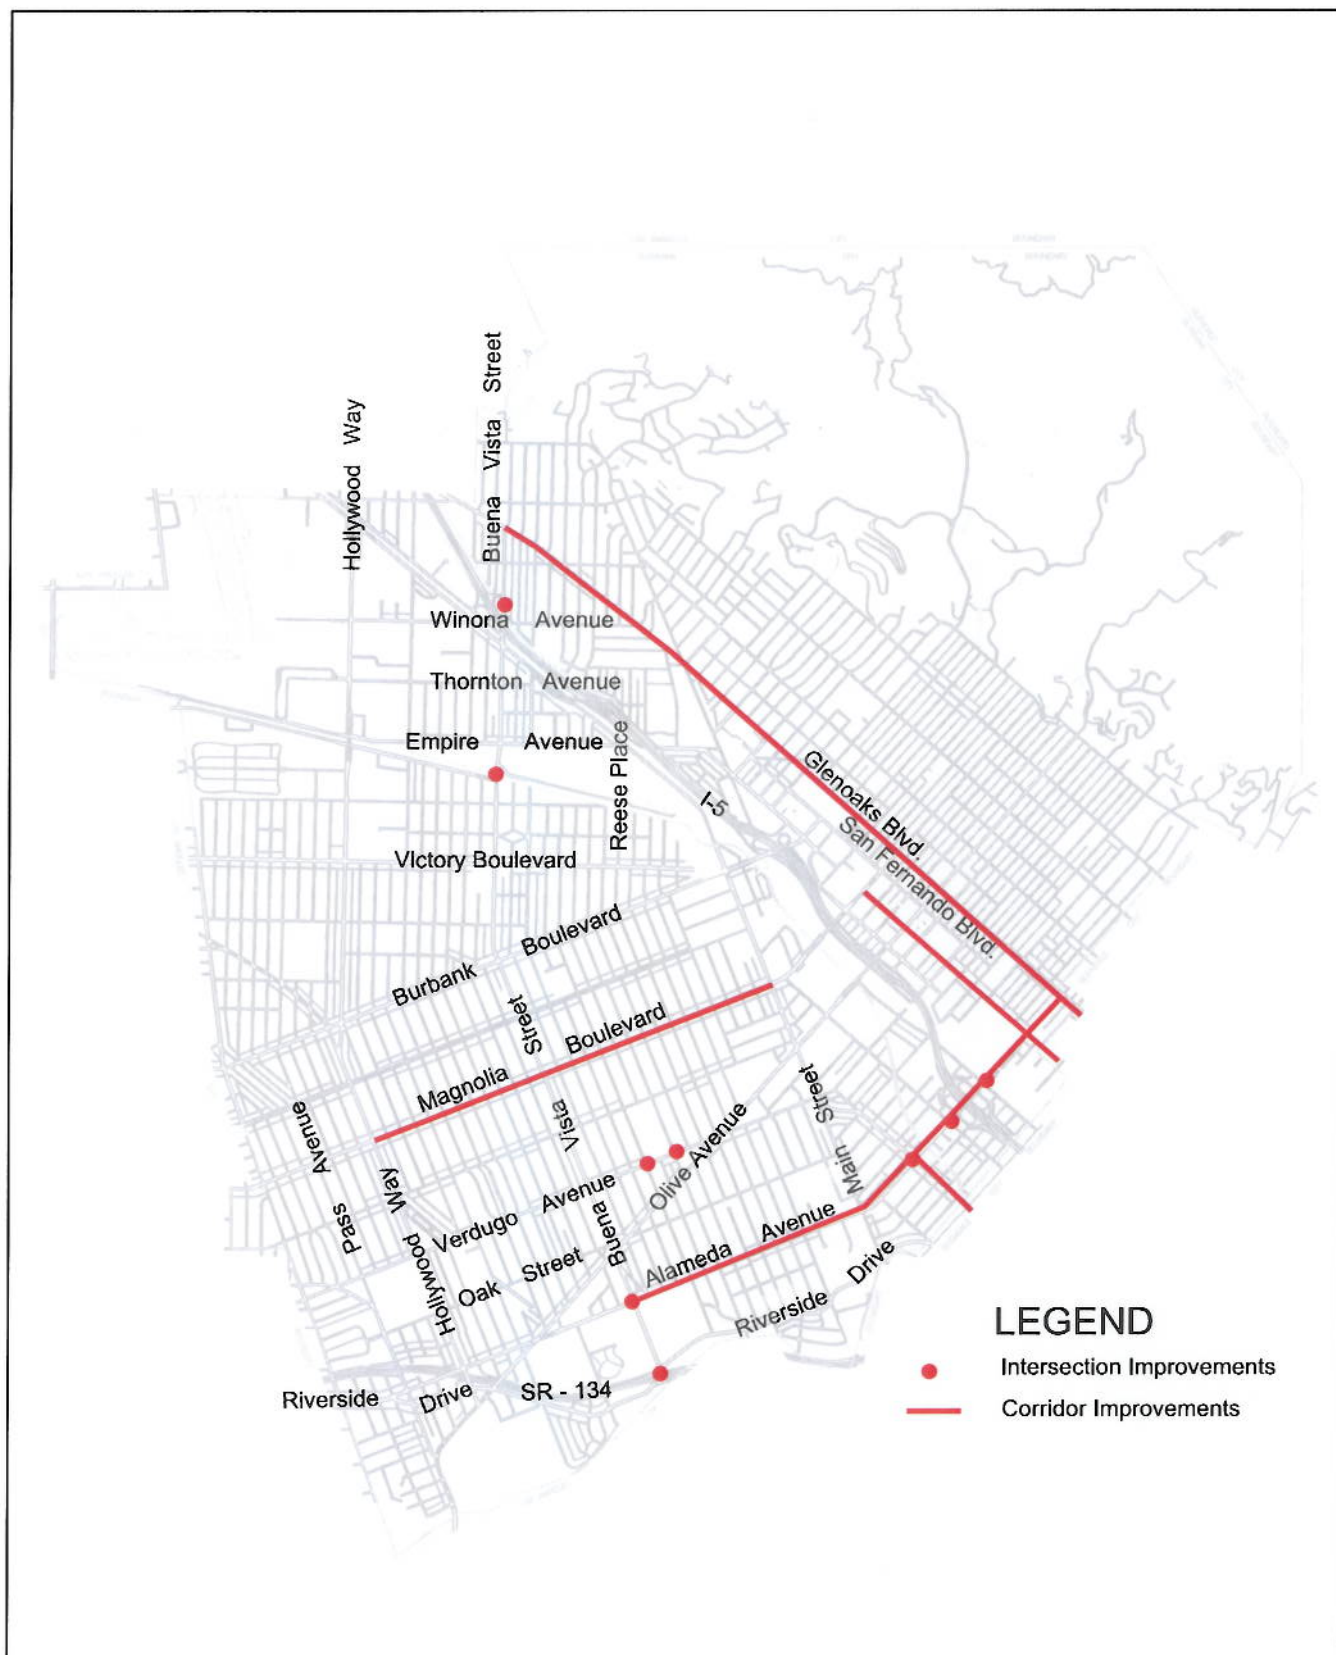 Buena Vista Street
Hollywood Way
Winona Avenue
Thornton Avenue
Empire Avenue
Reese Place
I-5
Glenoaks Blvd.
San Fernando Blvd.
VIctory Boulevard
Burbank Boulevard
Magnolia Boulevard
Buena Vista Street
Pass Avenue
Hollywood Way
Verdugo Avenue
Olive Avenue
Main Street
Oak Street
Alameda Avenue
Riverside Drive
Riverside Drive
SR - 134
LEGEND
Intersection Improvements
Corridor Improvements